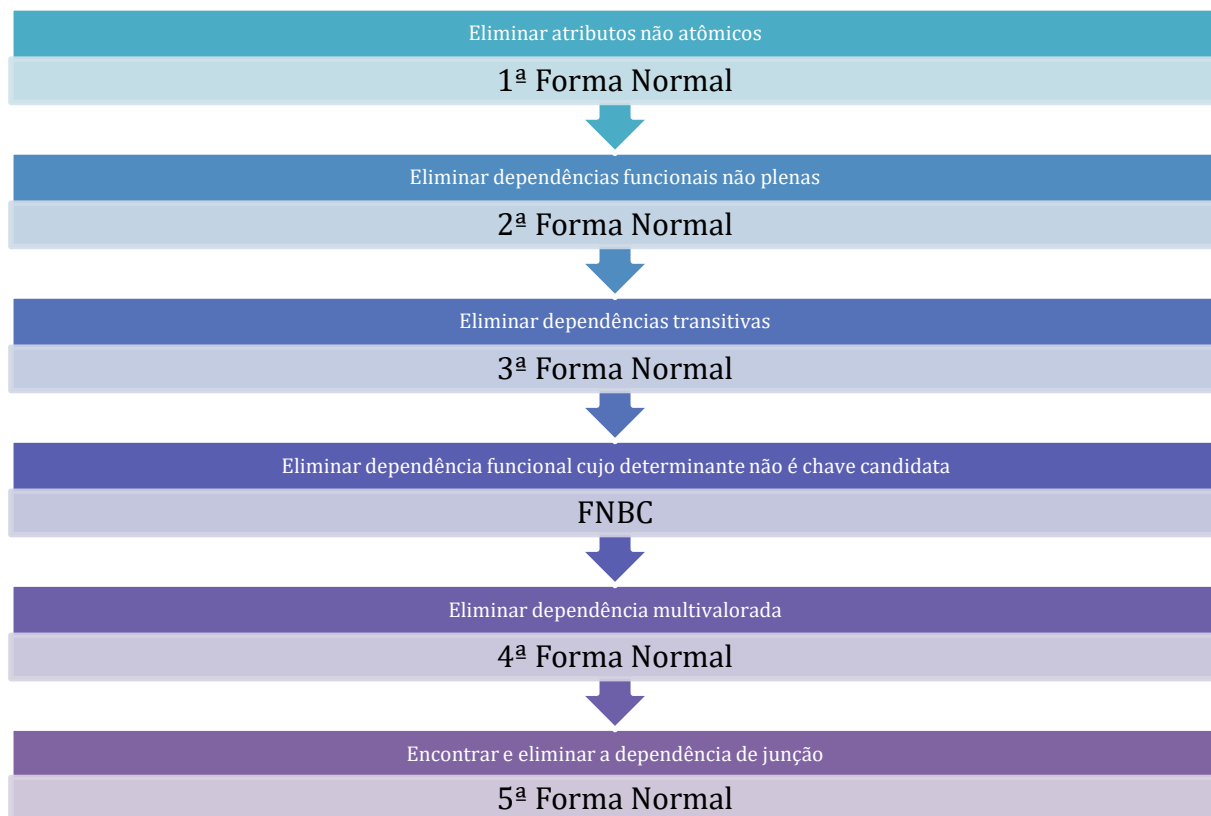 Eliminar atributos não atômicos
1ª Forma Normal
Eliminar dependências funcionais não plenas
2ª Forma Normal
Eliminar dependências transitivas
3ª Forma Normal
Eliminar dependência funcional cujo determinante não é chave candidata
FNBC
Eliminar dependência multivalorada
4ª Forma Normal
Encontrar e eliminar a dependência de junção
5ª Forma Normal